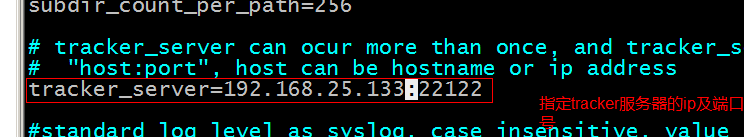 subdir_count_per_path=256
# tracker_server can ocur more than once, and tracker_s
#  "host:port", host can be hostname or ip address
tracker_server=192.168.25.133:22122
指定tracker服务器的ip及端口
号
#standard log level as syslog, case insensitive, value